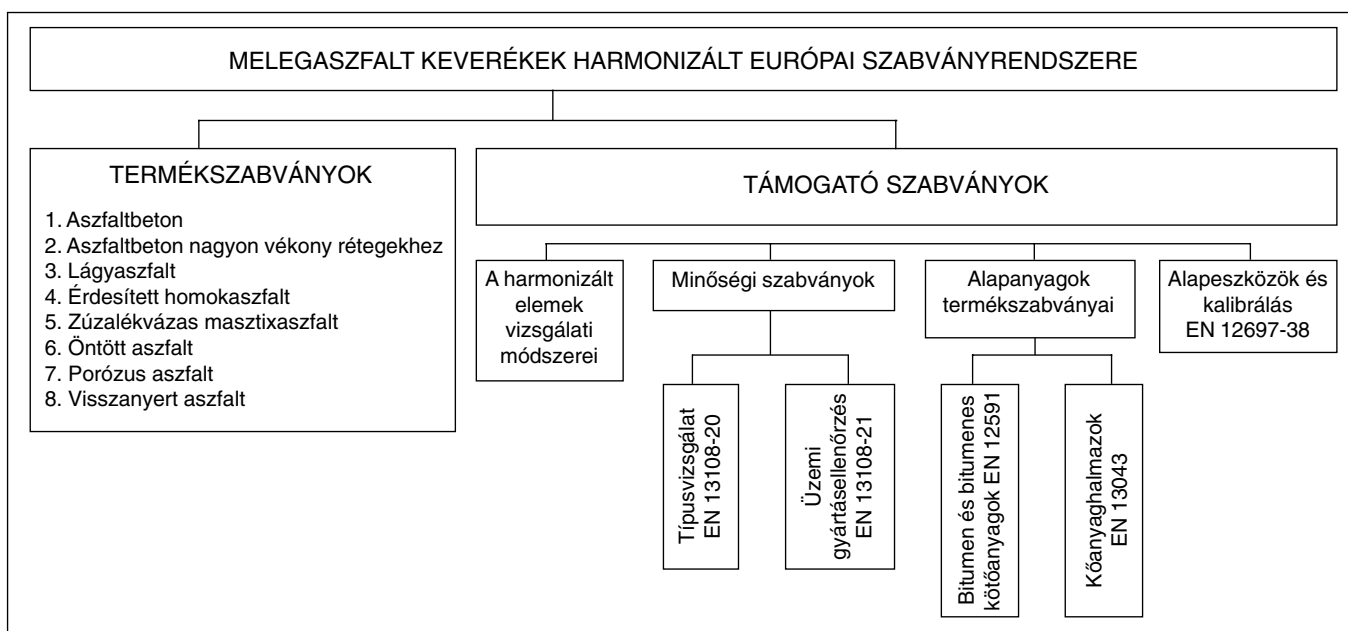 MELEGASZFALT KEVERÉKEK HARMONIZÁLT EURÓPAI SZABVÁNYRENDSZERE
TERMÉKSZABVÁNYOK
1. Aszfaltbeton
2. Aszfaltbeton nagyon vékony rétegekhez
3. Lágyaszfalt
4. Érdesített homokaszfalt
5. Zúzalékvázas masztixaszfalt
6. Öntött aszfalt
7. Porózus aszfalt
8. Visszanyert aszfalt
TÁMOGATÓ SZABVÁNYOK
A harmonizált
elemek
vizsgálati
módszerei
Minőségi szabványok
Alapanyagok
termékszabványai
Alapeszközök és
kalibrálás
EN 12697-38
Típusvizsgálat
EN 13108-20
Üzemi
gyártásellenőrzés
EN 13108-21
Bitumen és bitumenes
kötőanyagok EN 12591
Kőanyaghalmazok
EN 13043